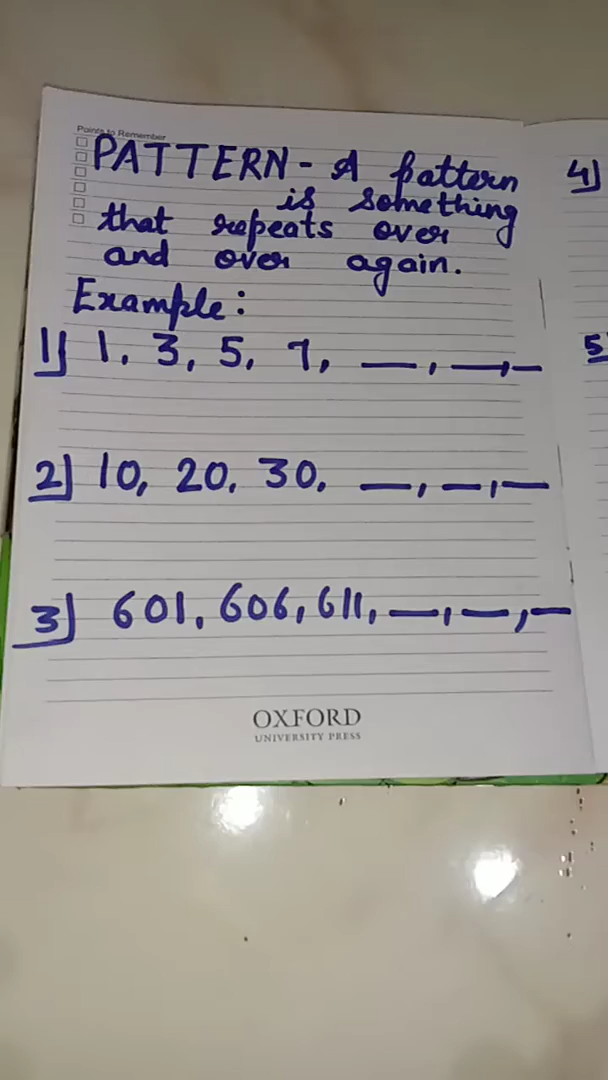 Points to Remember
PATTERN - A pattern
is something
that repeats over
and over again.
Example:
1) 1, 3, 5, 7, __, __, __
2) 10, 20, 30, __, __, __
3) 601, 606, 611, __, __, __
OXFORD
UNIVERSITY PRESS
4)
5